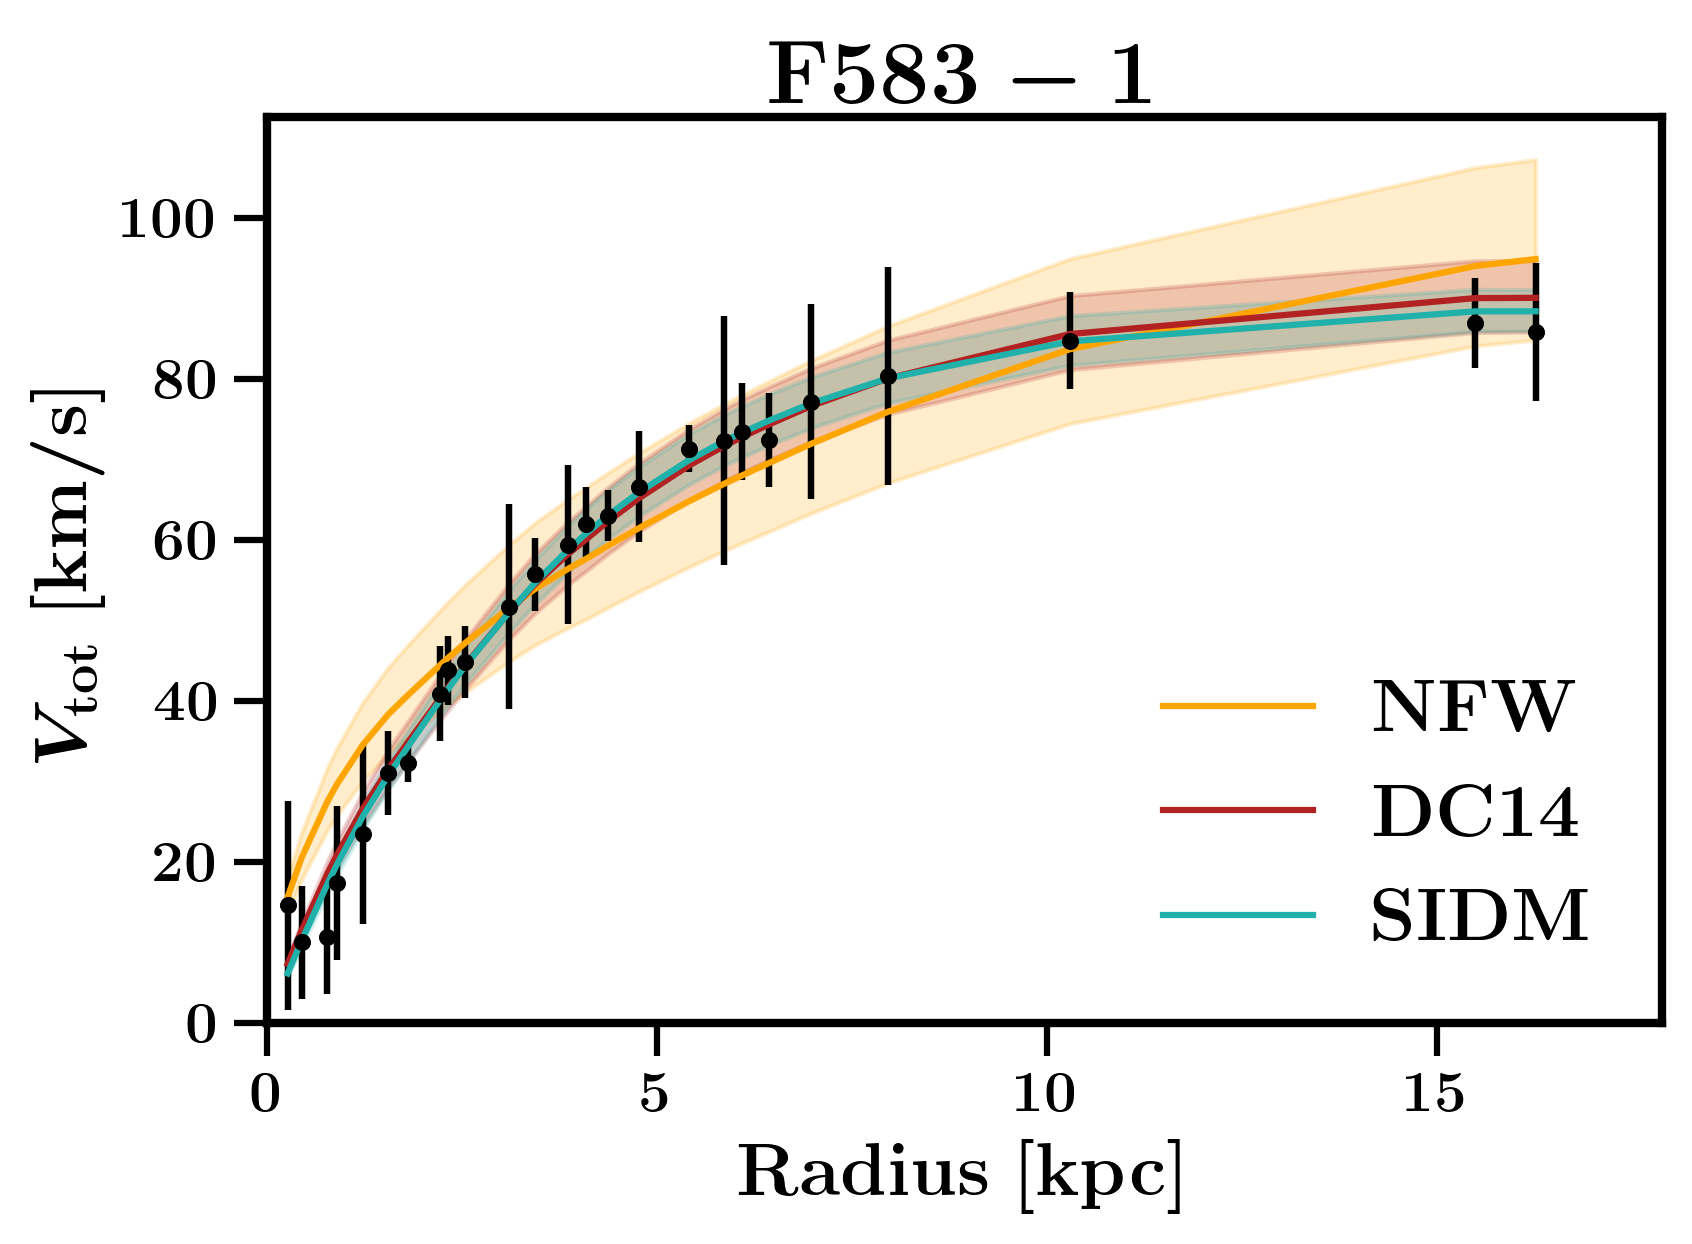 F583 − 1
V_tot [km/s]
100
80
60
40
20
0
NFW
DC14
SIDM
0 5 10 15
Radius [kpc]